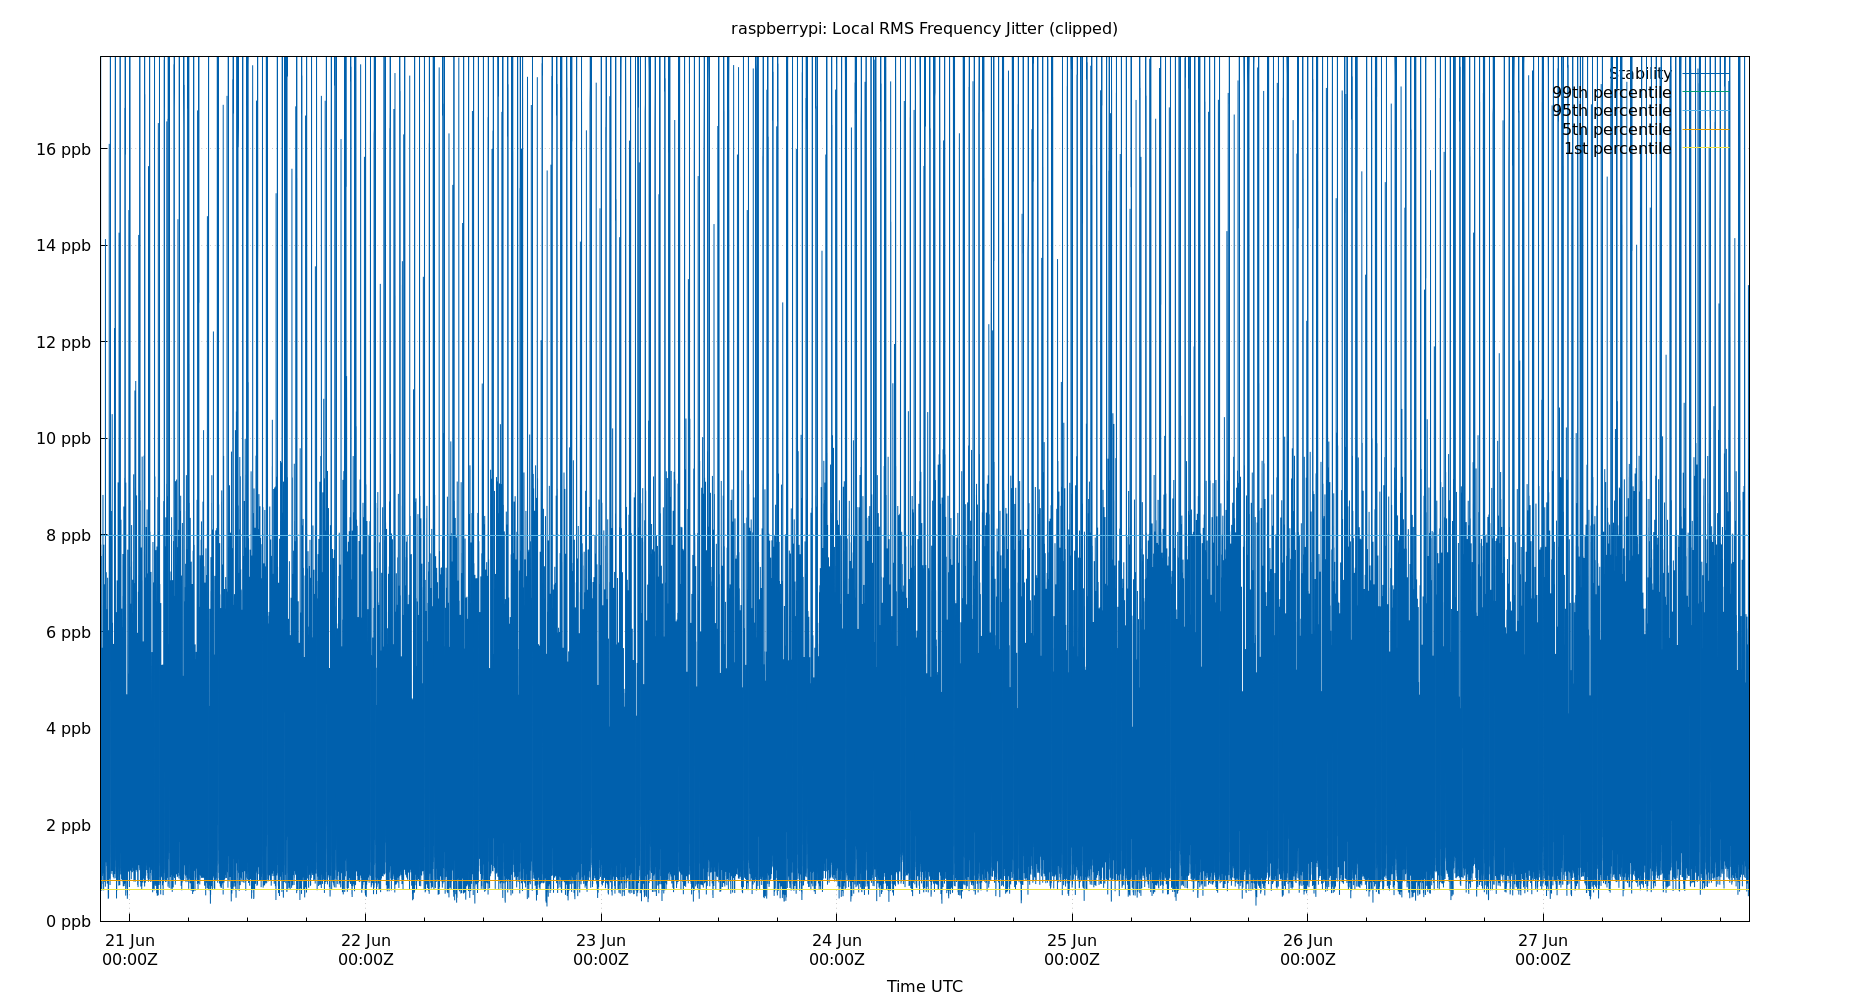 raspberrypi: Local RMS Frequency Jitter (clipped)
Stability
99th percentile
95th percentile
5th percentile
1st percentile
16 ppb
14 ppb
12 ppb
10 ppb
8 ppb
6 ppb
4 ppb
2 ppb
0 ppb
21 Jun 22 Jun 23 Jun 24 Jun 25 Jun 26 Jun 27 Jun
00:00Z 00:00Z 00:00Z 00:00Z 00:00Z 00:00Z 00:00Z
Time UTC